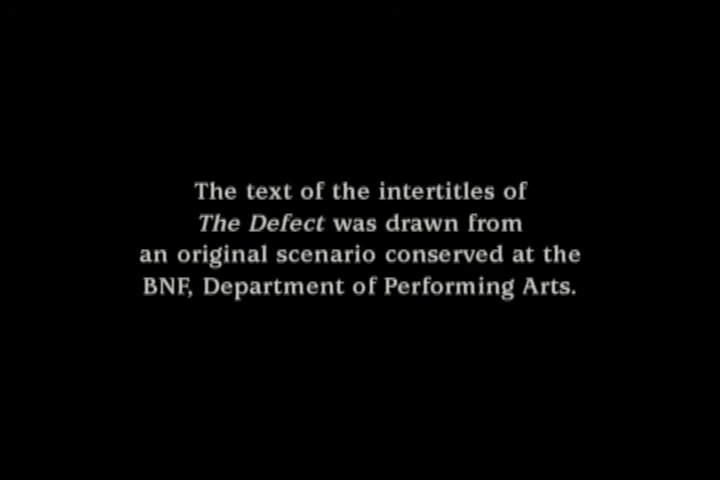 The text of the intertitles of
The Defect was drawn from
an original scenario conserved at the
BNF, Department of Performing Arts.